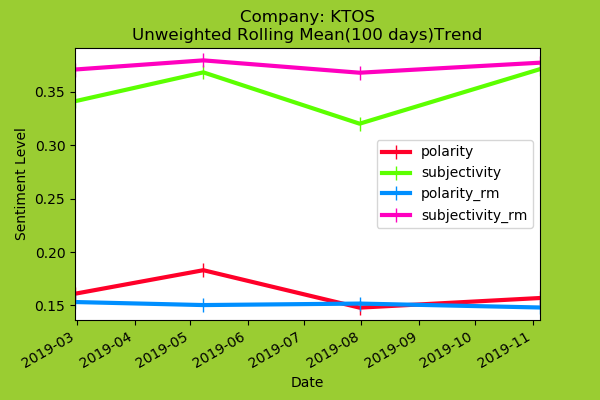 Company: KTOS
Unweighted Rolling Mean(100 days)Trend
Sentiment Level
0.35
0.30
0.25
0.20
0.15
polarity
subjectivity
polarity_rm
subjectivity_rm
2019-03
2019-04
2019-05
2019-06
2019-07
2019-08
2019-09
2019-10
2019-11
Date